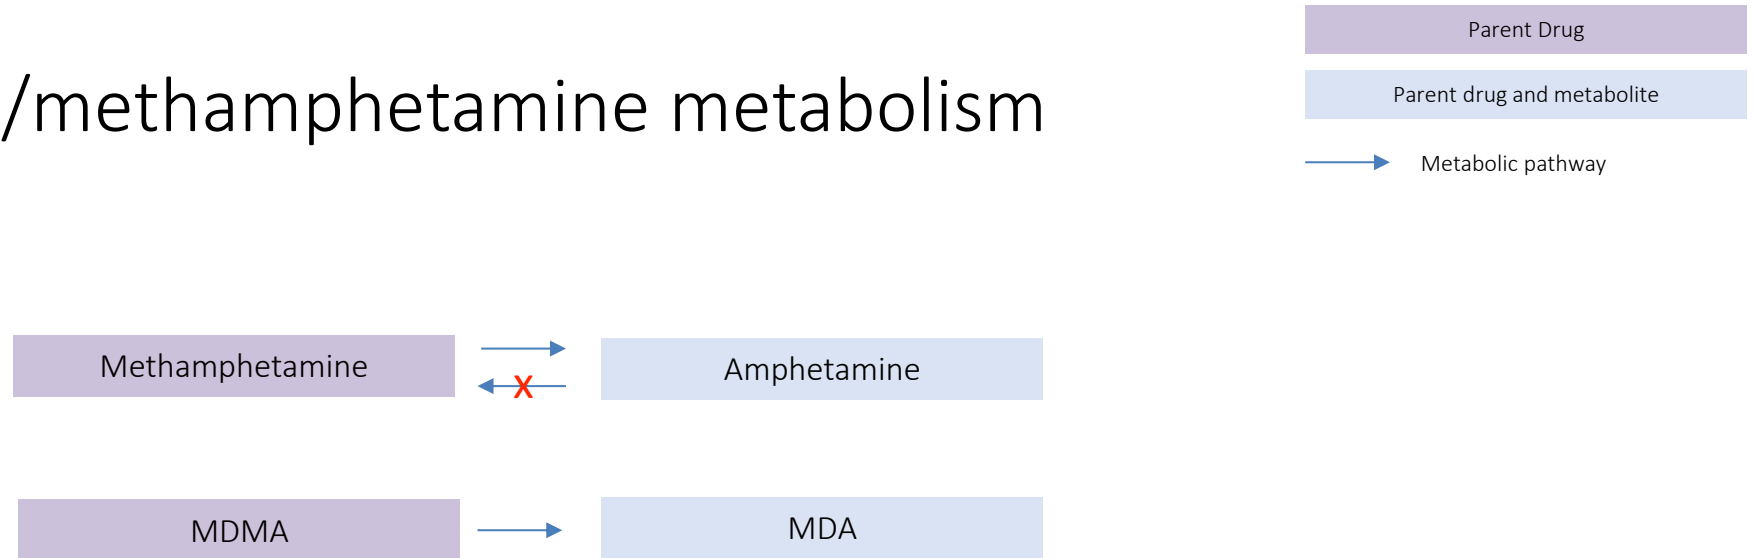 Parent Drug
/methamphetamine metabolism
Parent drug and metabolite
Metabolic pathway
Methamphetamine
Amphetamine
X
MDMA
MDA